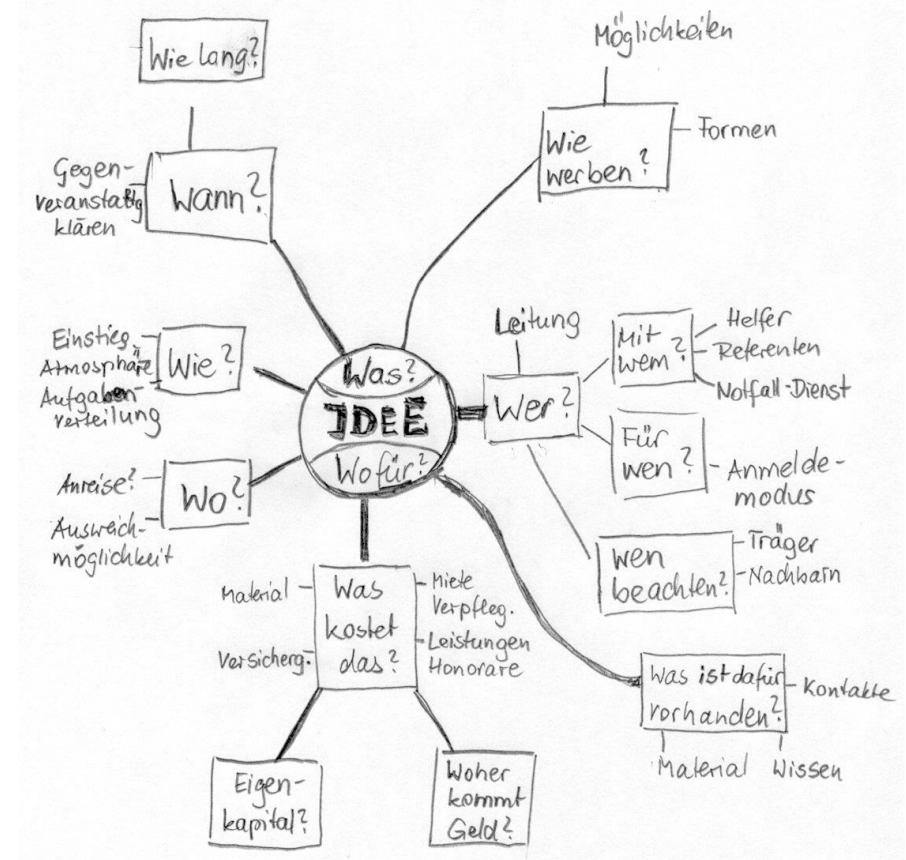 Wie lang?
Wann?
Gegen-
veranstaltg
klären
Möglichkeiten
Wie
werben?
Formen
Einstieg
Atmosphäre
Aufgaben-
verteilung
Wie?
Was?
IDEE
Wofür?
Leitung
Wer?
Mit
wem?
Helfer
Referenten
Notfall-Dienst
Für
wen?
Anmelde-
modus
wen
beachten?
Träger
Nachbarn
Anreise?
Ausweich-
möglichkeit
Wo?
Material
Versicherg.
Was
kostet
das?
Miete
Verpfleg.
Leistungen
Honorare
Was ist dafür
vorhanden?
Kontakte
Material
Wissen
Eigen-
kapital?
Woher
kommt
Geld?